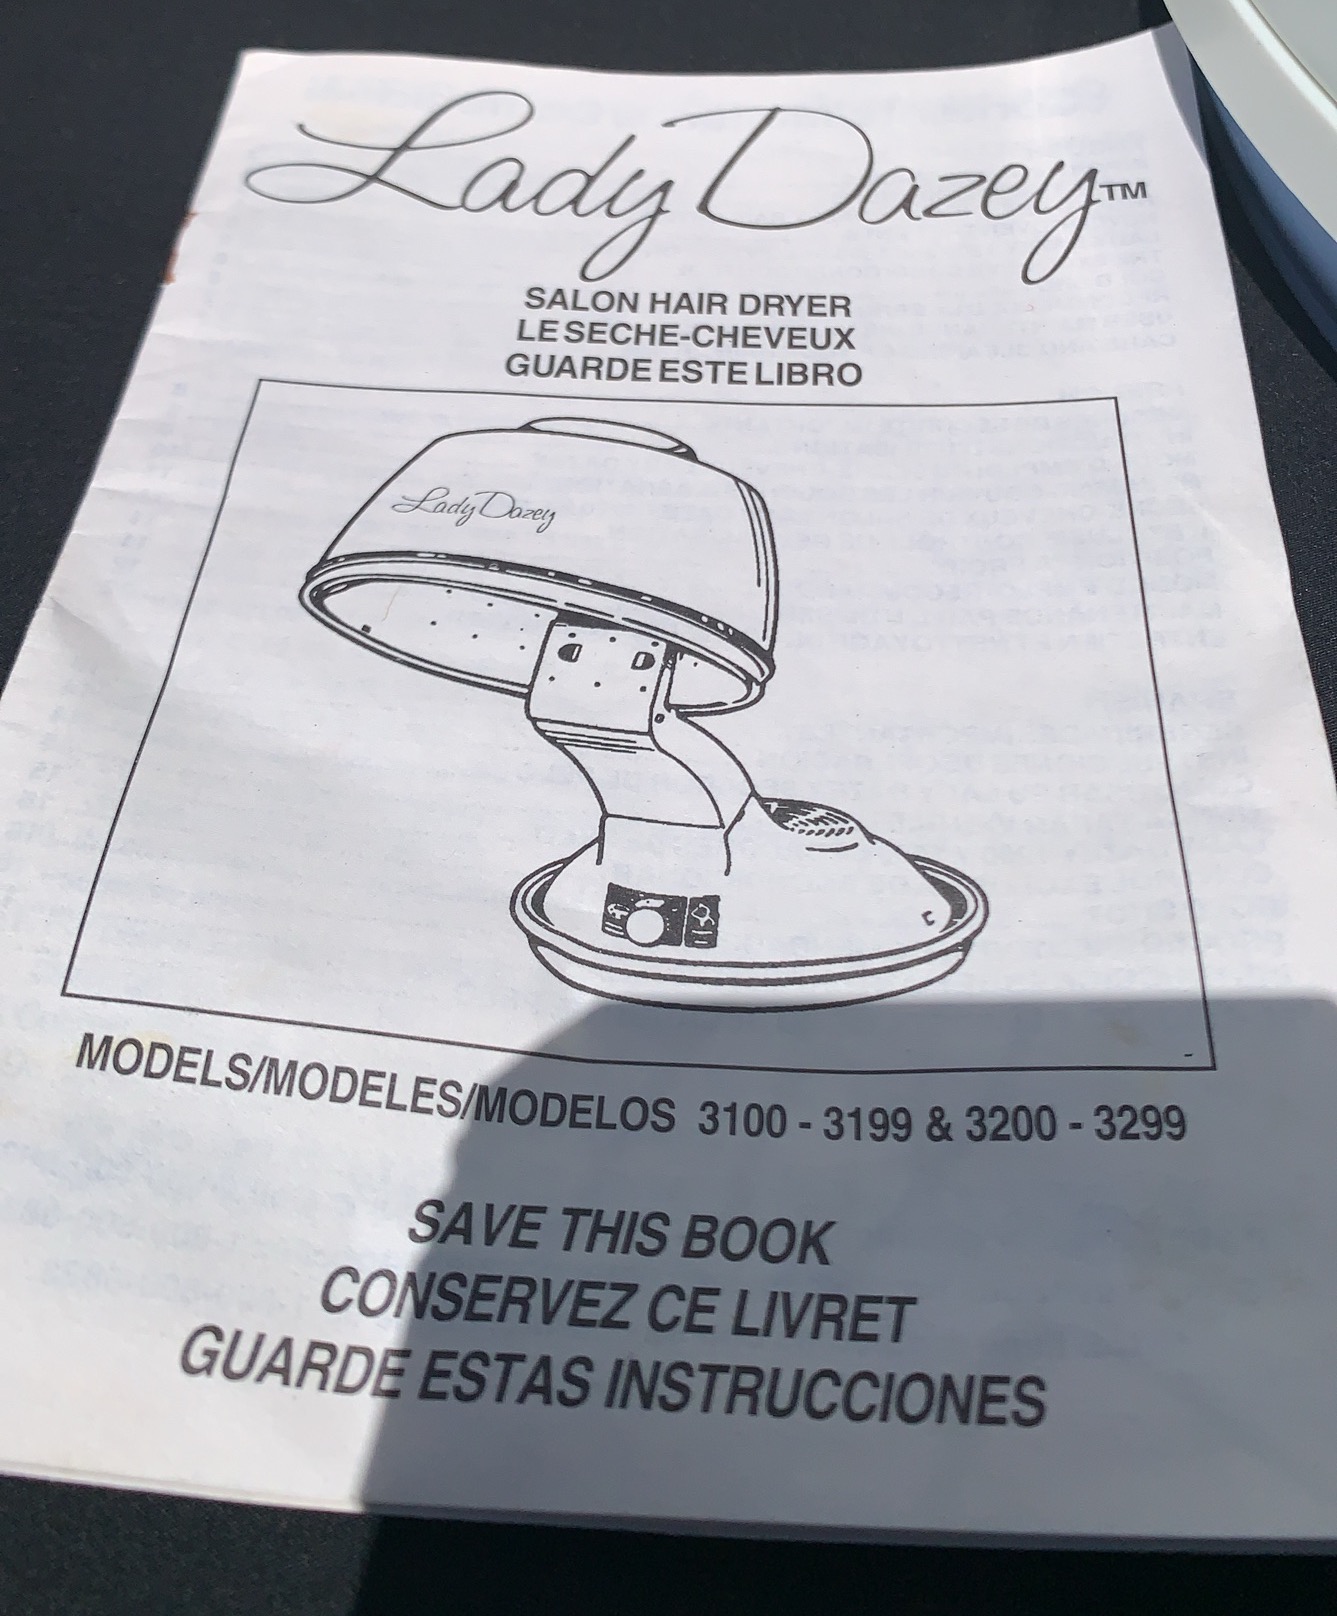 Lady Dazey™
SALON HAIR DRYER
LE SECHE-CHEVEUX
GUARDE ESTE LIBRO
Lady Dazey
MODELS/MODELES/MODELOS 3100 - 3199 & 3200 - 3299
SAVE THIS BOOK
CONSERVEZ CE LIVRET
GUARDE ESTAS INSTRUCCIONES